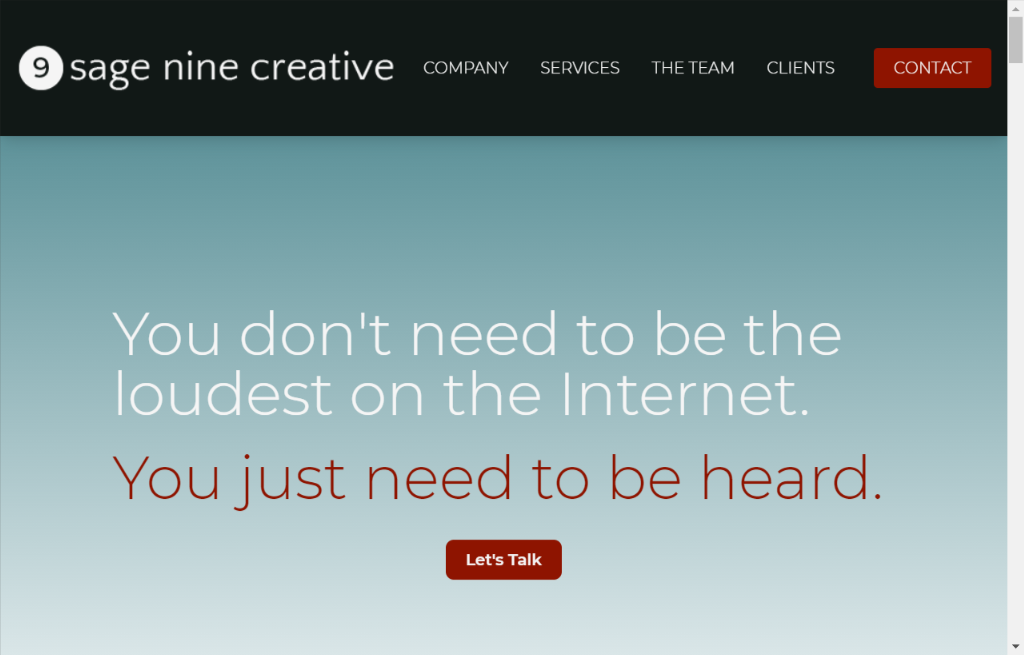 9 sage nine creative
COMPANY SERVICES THE TEAM CLIENTS CONTACT
You don't need to be the
loudest on the Internet.
You just need to be heard.
Let's Talk